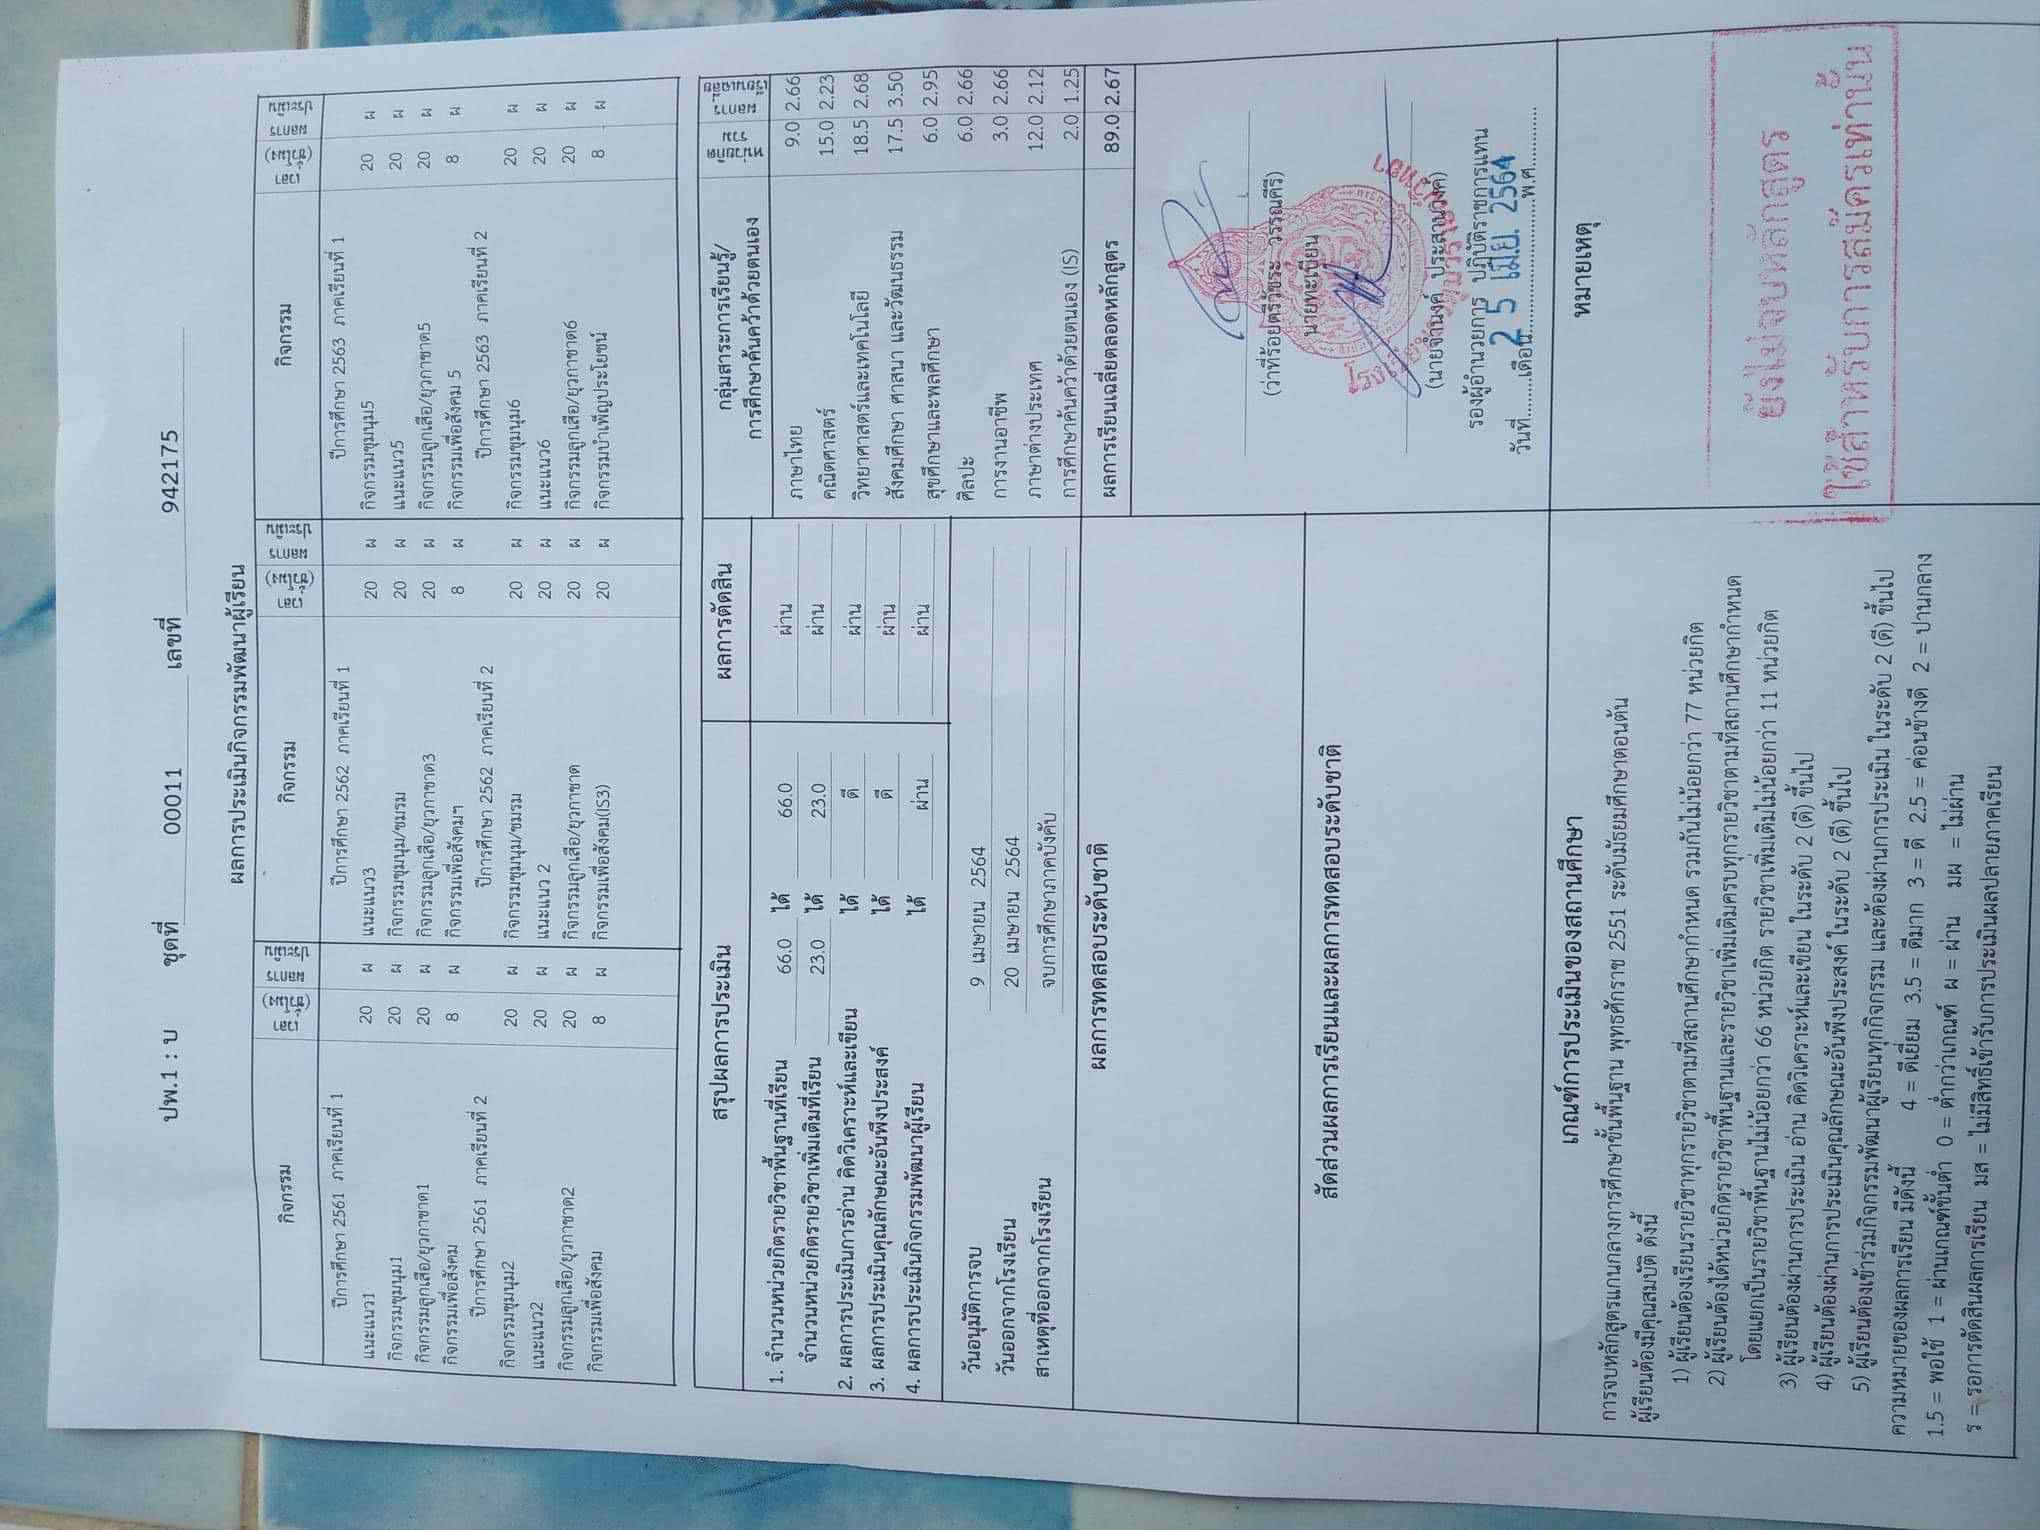 ปพ.1 : บ ชุดที่ 00011 เลขที่ 942175
ผลการประเมินกิจกรรมพัฒนาผู้เรียน
กิจกรรม เวลา (ชั่วโมง) ผลการประเมิน กิจกรรม เวลา (ชั่วโมง) ผลการประเมิน กิจกรรม เวลา (ชั่วโมง) ผลการประเมิน
ปีการศึกษา 2561 ภาคเรียนที่ 1
แนะแนว1 20 ผ
กิจกรรมชุมนุม1 20 ผ
กิจกรรมลูกเสือ/ยุวกาชาด1 20 ผ
กิจกรรมเพื่อสังคม 8 ผ
ปีการศึกษา 2561 ภาคเรียนที่ 2
กิจกรรมชุมนุม2 20 ผ
แนะแนว2 20 ผ
กิจกรรมลูกเสือ/ยุวกาชาด2 20 ผ
กิจกรรมเพื่อสังคม 8 ผ
ปีการศึกษา 2562 ภาคเรียนที่ 1
แนะแนว3 20 ผ
กิจกรรมชุมนุม/ชมรม 20 ผ
กิจกรรมลูกเสือ/ยุวกาชาด3 20 ผ
กิจกรรมเพื่อสังคมฯ 8 ผ
ปีการศึกษา 2562 ภาคเรียนที่ 2
กิจกรรมชุมนุม/ชมรม 20 ผ
แนะแนว 2 20 ผ
กิจกรรมลูกเสือ/ยุวกาชาด 20 ผ
กิจกรรมเพื่อสังคม(IS3) 20 ผ
ปีการศึกษา 2563 ภาคเรียนที่ 1
กิจกรรมชุมนุม5 20 ผ
แนะแนว5 20 ผ
กิจกรรมลูกเสือ/ยุวกาชาด5 20 ผ
กิจกรรมเพื่อสังคม 5 8 ผ
ปีการศึกษา 2563 ภาคเรียนที่ 2
กิจกรรมชุมนุม6 20 ผ
แนะแนว6 20 ผ
กิจกรรมลูกเสือ/ยุวกาชาด6 20 ผ
กิจกรรมบำเพ็ญประโยชน์ 8 ผ
สรุปผลการประเมิน ผลการตัดสิน
1. จำนวนหน่วยกิตรายวิชาพื้นฐานที่เรียน 66.0 ได้ 66.0 ผ่าน
จำนวนหน่วยกิตรายวิชาเพิ่มเติมที่เรียน 23.0 ได้ 23.0 ผ่าน
2. ผลการประเมินการอ่าน คิดวิเคราะห์และเขียน ได้ ดี ผ่าน
3. ผลการประเมินคุณลักษณะอันพึงประสงค์ ได้ ดี ผ่าน
4. ผลการประเมินกิจกรรมพัฒนาผู้เรียน ได้ ผ่าน ผ่าน
วันอนุมัติการจบ 9 เมษายน 2564
วันออกจากโรงเรียน 20 เมษายน 2564
สาเหตุที่ออกจากโรงเรียน จบการศึกษาภาคบังคับ
กลุ่มสาระการเรียนรู้/
การศึกษาค้นคว้าด้วยตนเอง หน่วยกิตรวม ผลการเรียนเฉลี่ย
ภาษาไทย 9.0 2.66
คณิตศาสตร์ 15.0 2.23
วิทยาศาสตร์และเทคโนโลยี 18.5 2.68
สังคมศึกษา ศาสนา และวัฒนธรรม 17.5 3.50
สุขศึกษาและพลศึกษา 6.0 2.95
ศิลปะ 6.0 2.66
การงานอาชีพ 3.0 2.66
ภาษาต่างประเทศ 12.0 2.12
การศึกษาค้นคว้าด้วยตนเอง (IS) 2.0 1.25
ผลการเรียนเฉลี่ยตลอดหลักสูตร 89.0 2.67
ผลการทดสอบระดับชาติ
สัดส่วนผลการเรียนและผลการทดสอบระดับชาติ
(ว่าที่ร้อยตรีวัชระ วรรณศิริ)
นายทะเบียน
(นายจำนงค์ ประสานวงค์)
รองผู้อำนวยการ ปฏิบัติราชการแทน
2 5 เม.ย. 2564
วันที่..........เดือน....................พ.ศ..........
เกณฑ์การประเมินของสถานศึกษา
การจบหลักสูตรแกนกลางการศึกษาขั้นพื้นฐาน พุทธศักราช 2551 ระดับมัธยมศึกษาตอนต้น
ผู้เรียนต้องมีคุณสมบัติ ดังนี้
1) ผู้เรียนต้องเรียนรายวิชาทุกรายวิชาตามที่สถานศึกษากำหนด รวมกันไม่น้อยกว่า 77 หน่วยกิต
2) ผู้เรียนต้องได้หน่วยกิตรายวิชาพื้นฐานและรายวิชาเพิ่มเติมครบทุกรายวิชาตามที่สถานศึกษากำหนด
โดยแยกเป็นรายวิชาพื้นฐานไม่น้อยกว่า 66 หน่วยกิต รายวิชาเพิ่มเติมไม่น้อยกว่า 11 หน่วยกิต
3) ผู้เรียนต้องผ่านการประเมิน อ่าน คิดวิเคราะห์และเขียน ในระดับ 2 (ดี) ขึ้นไป
4) ผู้เรียนต้องผ่านการประเมินคุณลักษณะอันพึงประสงค์ ในระดับ 2 (ดี) ขึ้นไป
5) ผู้เรียนต้องเข้าร่วมกิจกรรมพัฒนาผู้เรียนทุกกิจกรรม และต้องผ่านการประเมิน ในระดับ 2 (ดี) ขึ้นไป
ความหมายของผลการเรียน มีดังนี้ 4 = ดีเยี่ยม 3.5 = ดีมาก 3 = ดี 2.5 = ค่อนข้างดี 2 = ปานกลาง
1.5 = พอใช้ 1 = ผ่านเกณฑ์ขั้นต่ำ 0 = ต่ำกว่าเกณฑ์ ผ = ผ่าน มผ = ไม่ผ่าน
ร = รอการตัดสินผลการเรียน มส = ไม่มีสิทธิ์เข้ารับการประเมินผลปลายภาคเรียน
หมายเหตุ
ยังไม่จบหลักสูตร
ใช้สำหรับการสมัครเท่านั้น